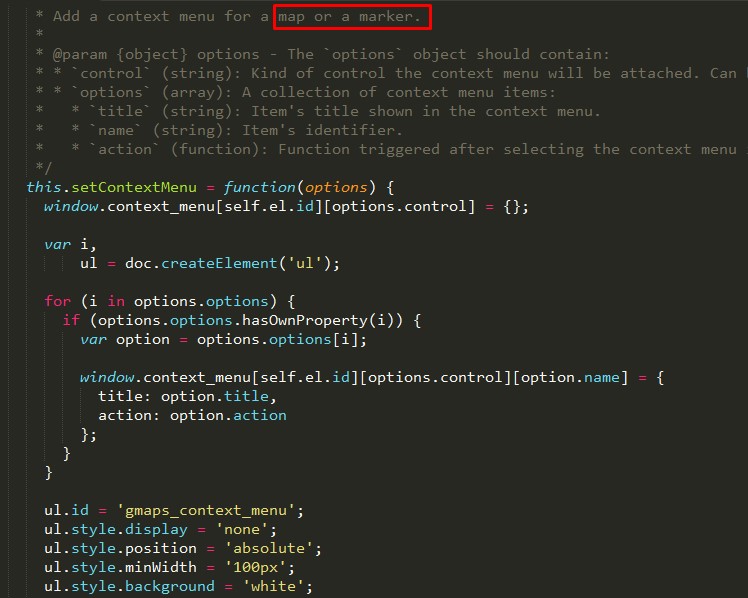 * Add a context menu for a map or a marker.
*
* @param {object} options - The `options` object should contain:
* * `control` (string): Kind of control the context menu will be attached. Can
* * `options` (array): A collection of context menu items:
*   * `title` (string): Item's title shown in the context menu.
*   * `name` (string): Item's identifier.
*   * `action` (function): Function triggered after selecting the context menu
*/
this.setContextMenu = function(options) {
window.context_menu[self.el.id][options.control] = {};
var i,
ul = doc.createElement('ul');
for (i in options.options) {
if (options.options.hasOwnProperty(i)) {
var option = options.options[i];
window.context_menu[self.el.id][options.control][option.name] = {
title: option.title,
action: option.action
};
}
}
ul.id = 'gmaps_context_menu';
ul.style.display = 'none';
ul.style.position = 'absolute';
ul.style.minWidth = '100px';
ul.style.background = 'white';